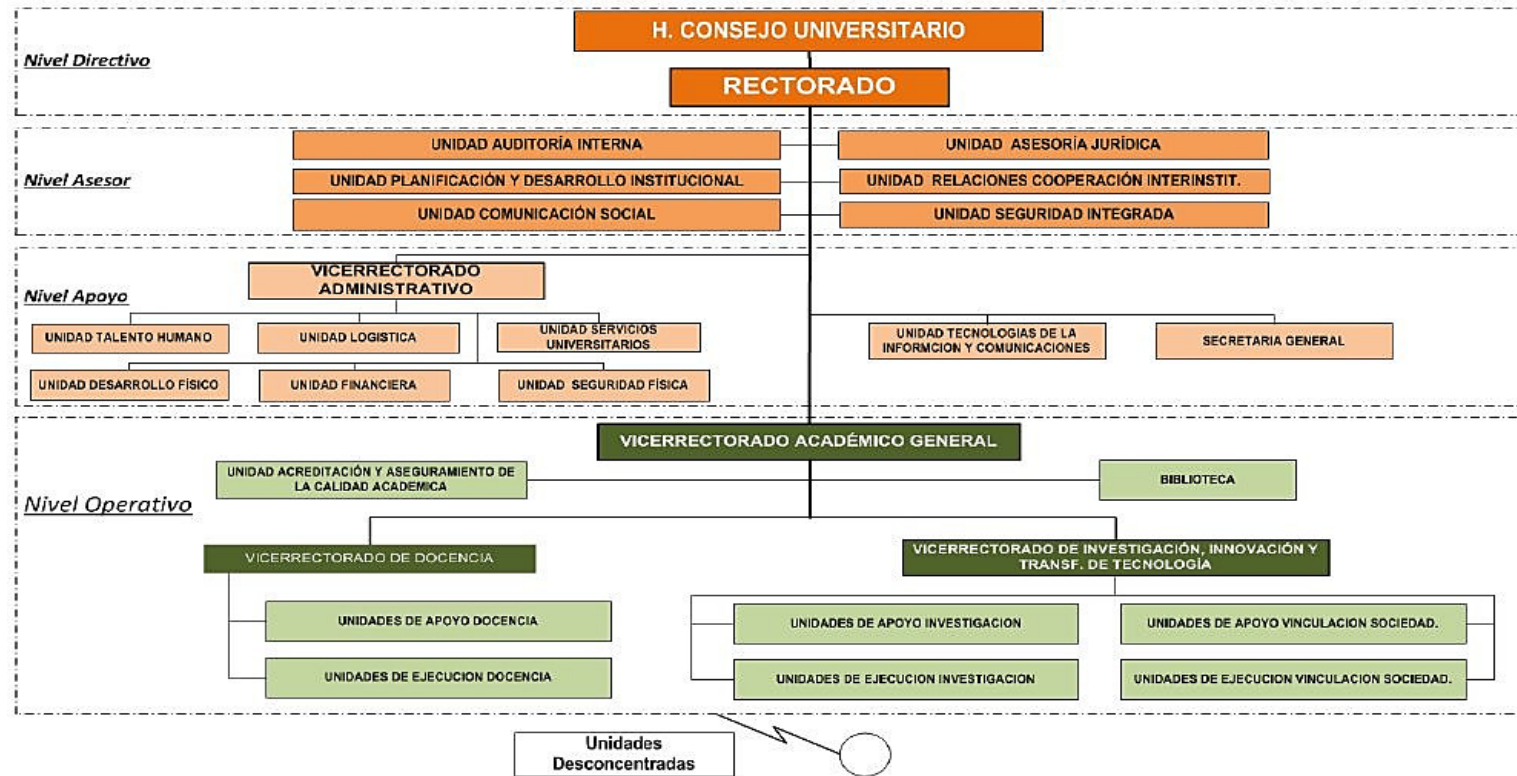 H. CONSEJO UNIVERSITARIO
Nivel Directivo
RECTORADO
UNIDAD AUDITORÍA INTERNA
UNIDAD ASESORÍA JURÍDICA
Nivel Asesor
UNIDAD PLANIFICACIÓN Y DESARROLLO INSTITUCIONAL
UNIDAD RELACIONES COOPERACIÓN INTERINSTIT.
UNIDAD COMUNICACIÓN SOCIAL
UNIDAD SEGURIDAD INTEGRADA
VICERRECTORADO
ADMINISTRATIVO
Nivel Apoyo
UNIDAD TALENTO HUMANO
UNIDAD LOGISTICA
UNIDAD SERVICIOS
UNIVERSITARIOS
UNIDAD TECNOLOGIAS DE LA
INFORMCION Y COMUNICACIONES
SECRETARIA GENERAL
UNIDAD DESARROLLO FÍSICO
UNIDAD FINANCIERA
UNIDAD SEGURIDAD FÍSICA
VICERRECTORADO ACADÉMICO GENERAL
UNIDAD ACREDITACIÓN Y ASEGURAMIENTO DE
LA CALIDAD ACADEMICA
BIBLIOTECA
Nivel Operativo
VICERRECTORADO DE DOCENCIA
VICERRECTORADO DE INVESTIGACIÓN, INNOVACIÓN Y
TRANSF. DE TECNOLOGÍA
UNIDADES DE APOYO DOCENCIA
UNIDADES DE APOYO INVESTIGACION
UNIDADES DE APOYO VINCULACION SOCIEDAD.
UNIDADES DE EJECUCION DOCENCIA
UNIDADES DE EJECUCION INVESTIGACION
UNIDADES DE EJECUCION VINCULACION SOCIEDAD.
Unidades
Desconcentradas